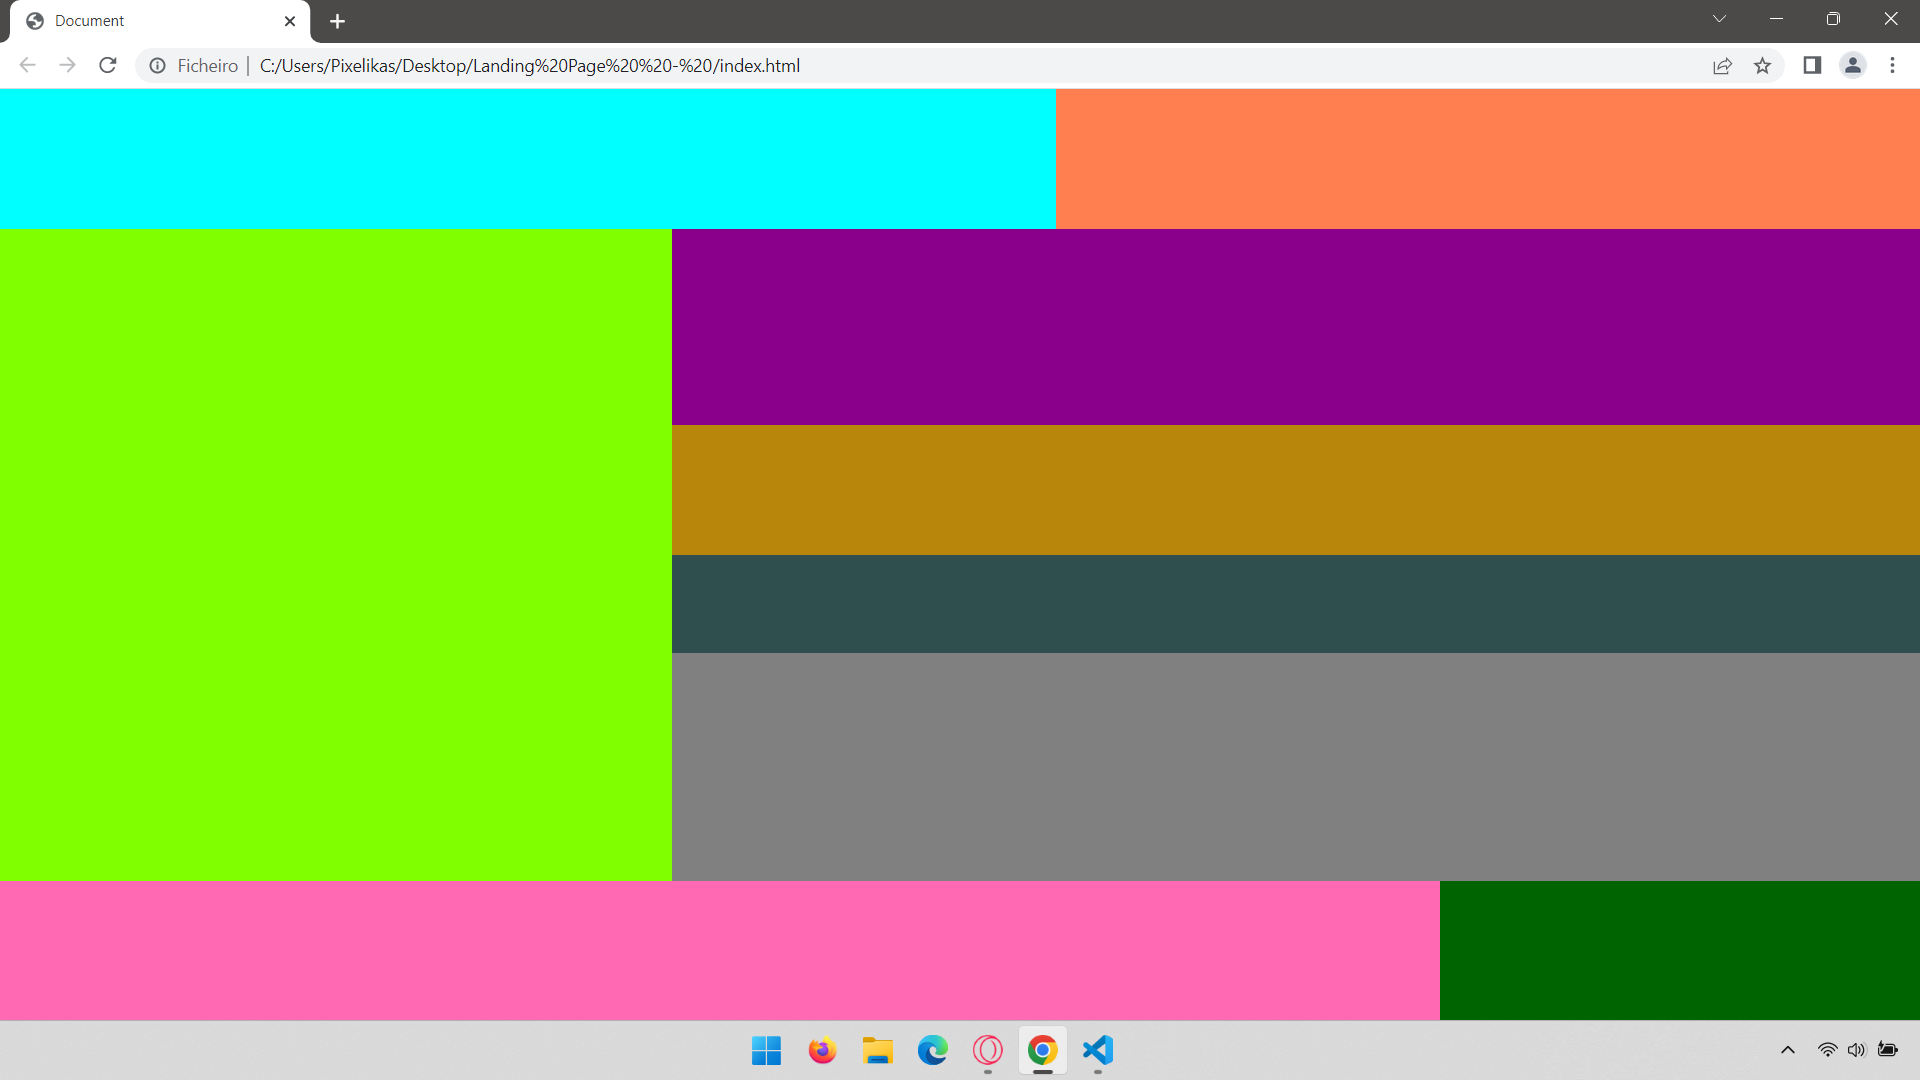 Document
Ficheiro
C:/Users/Pixelikas/Desktop/Landing%20Page%20%20-%20/index.html